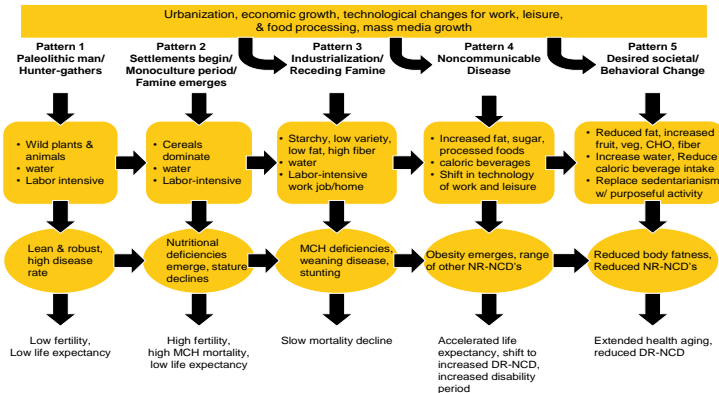 Urbanization, economic growth, technological changes for work, leisure,
& food processing, mass media growth
Pattern 1
Paleolithic man/
Hunter-gathers
Pattern 2
Settlements begin/
Monoculture period/
Famine emerges
Pattern 3
Industrialization/
Receding Famine
Pattern 4
Noncommunicable
Disease
Pattern 5
Desired societal/
Behavioral Change
• Wild plants &
animals
• water
• Labor intensive
• Cereals
dominate
• water
• Labor-intensive
• Starchy, low variety,
low fat, high fiber
• water
• Labor-intensive
work job/home
• Increased fat, sugar,
processed foods
• caloric beverages
• Shift in technology
of work and leisure
• Reduced fat, increased
fruit, veg, CHO, fiber
• Increase water, Reduce
caloric beverage intake
• Replace sedentarianism
w/ purposeful activity
Lean & robust,
high disease
rate
Nutritional
deficiencies
emerge, stature
declines
MCH deficiencies,
weaning disease,
stunting
Obesity emerges, range
of other NR-NCD's
Reduced body fatness,
Reduced NR-NCD's
Low fertility,
Low life expectancy
High fertility,
high MCH mortality,
low life expectancy
Slow mortality decline
Accelerated life
expectancy, shift to
increased DR-NCD,
increased disability
period
Extended health aging,
reduced DR-NCD